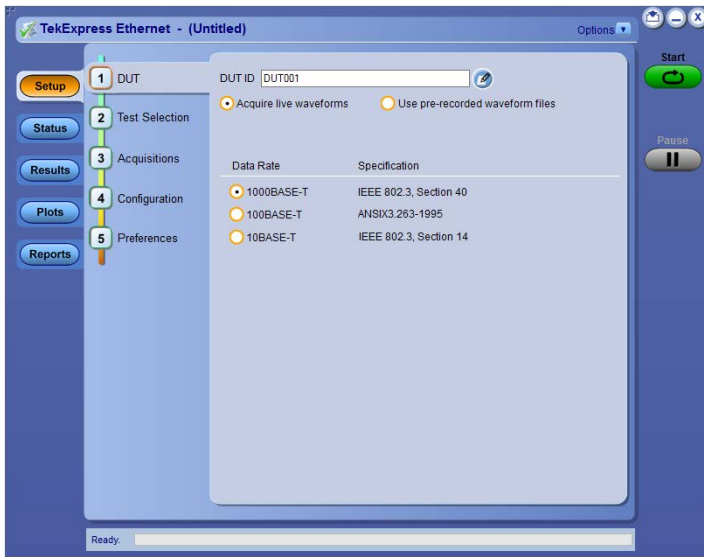 TekExpress Ethernet - (Untitled)
Options
Start
Pause
Setup
Status
Results
Plots
Reports
1 DUT
2 Test Selection
3 Acquisitions
4 Configuration
5 Preferences
DUT ID DUT001
Acquire live waveforms Use pre-recorded waveform files
Data Rate Specification
1000BASE-T IEEE 802.3, Section 40
100BASE-T ANSIX3.263-1995
10BASE-T IEEE 802.3, Section 14
Ready.